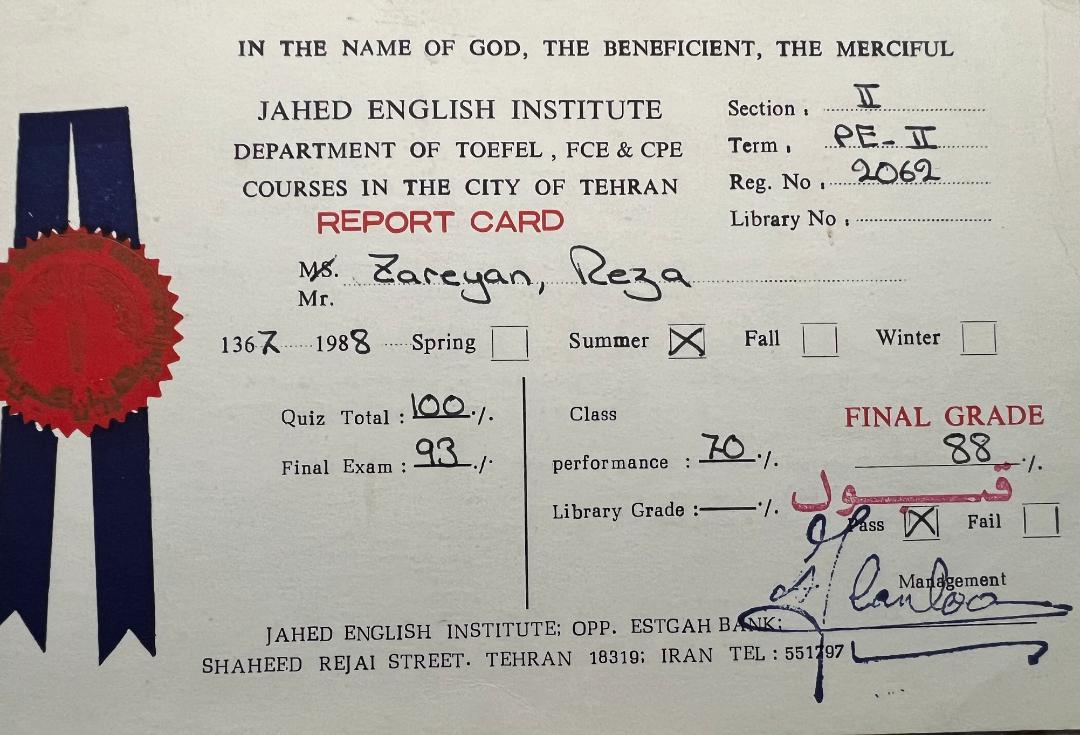 IN THE NAME OF GOD, THE BENEFICIENT, THE MERCIFUL
JAHED ENGLISH INSTITUTE
DEPARTMENT OF TOEFEL , FCE & CPE
COURSES IN THE CITY OF TEHRAN
REPORT CARD
Section : II
Term : PE-II
Reg. No : 2062
Library No :
Ms. Zareyan, Reza
Mr.
1367 1988 Spring Summer Fall Winter
Quiz Total : 100 ./.
Final Exam : 93 ./.
Class
performance : 70 ./.
Library Grade : — ./.
FINAL GRADE
88 ./.
قبول
Pass Fail
Management
JAHED ENGLISH INSTITUTE; OPP. ESTGAH BANK;
SHAHEED REJAI STREET. TEHRAN 18319; IRAN TEL : 551797